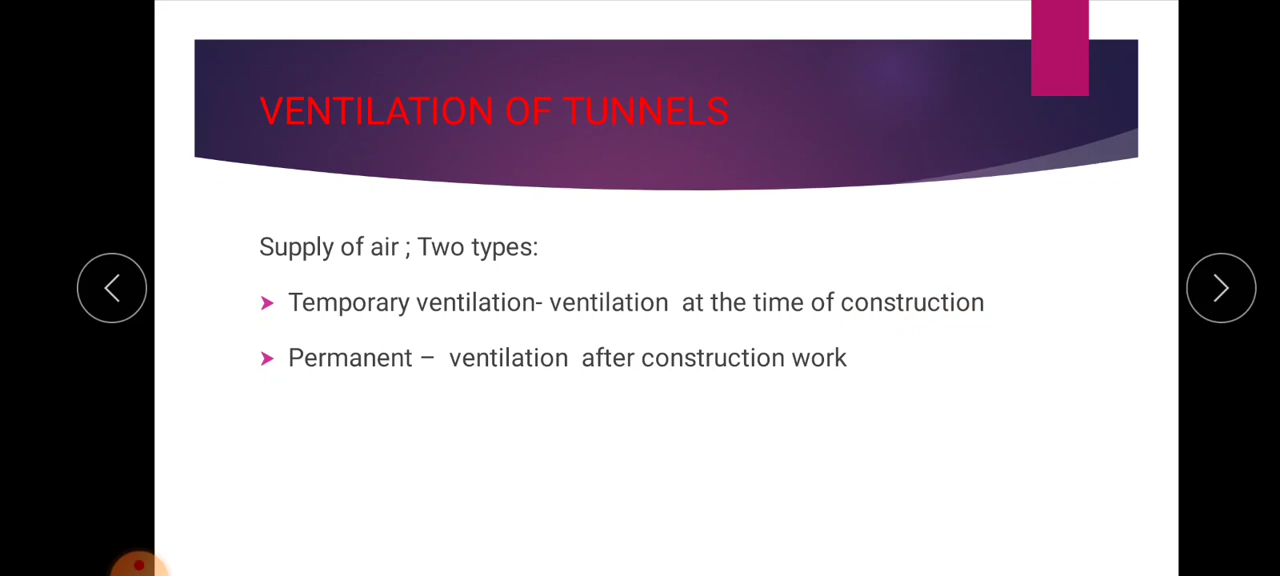 VENTILATION OF TUNNELS
Supply of air ; Two types:
Temporary ventilation- ventilation at the time of construction
Permanent – ventilation after construction work